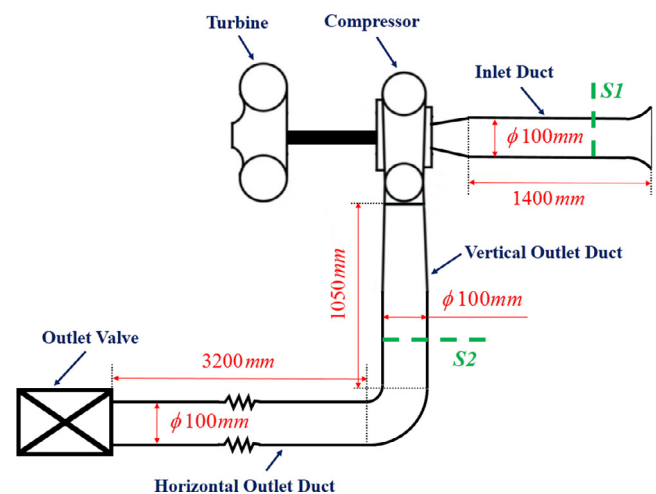 Turbine
Compressor
Inlet Duct
S1
ϕ100mm
1400mm
1050mm
Vertical Outlet Duct
ϕ100mm
S2
Outlet Valve
3200mm
ϕ100mm
Horizontal Outlet Duct